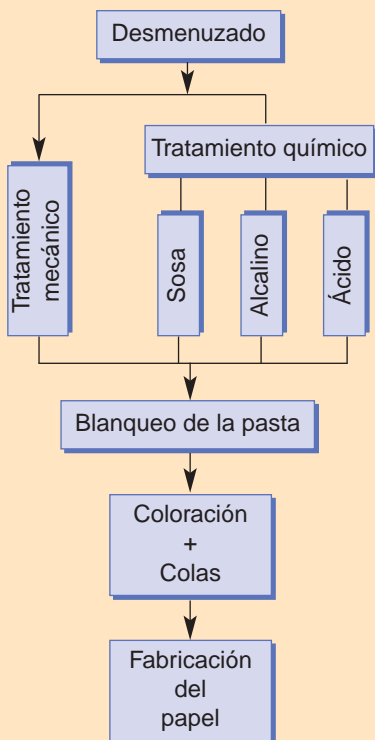 Desmenuzado
Tratamiento químico
Tratamiento
mecánico
Sosa
Alcalino
Ácido
Blanqueo de la pasta
Coloración
+
Colas
Fabricación
del
papel